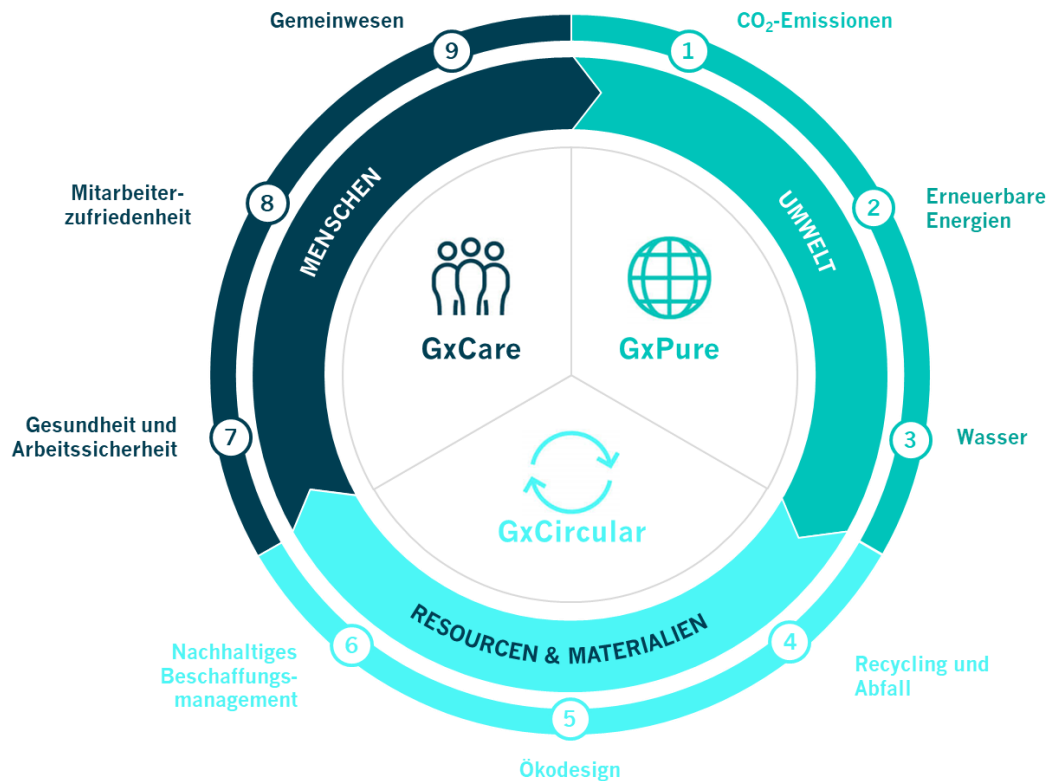 Gemeinwesen
9
CO₂-Emissionen
1
Mitarbeiter-
zufriedenheit
8
MENSCHEN
UMWELT
2
Erneuerbare
Energien
GxCare
GxPure
Gesundheit und
Arbeitssicherheit
7
3
Wasser
GxCircular
RESOURCEN & MATERIALIEN
Nachhaltiges
Beschaffungs-
management
6
4
Recycling und
Abfall
5
Ökodesign